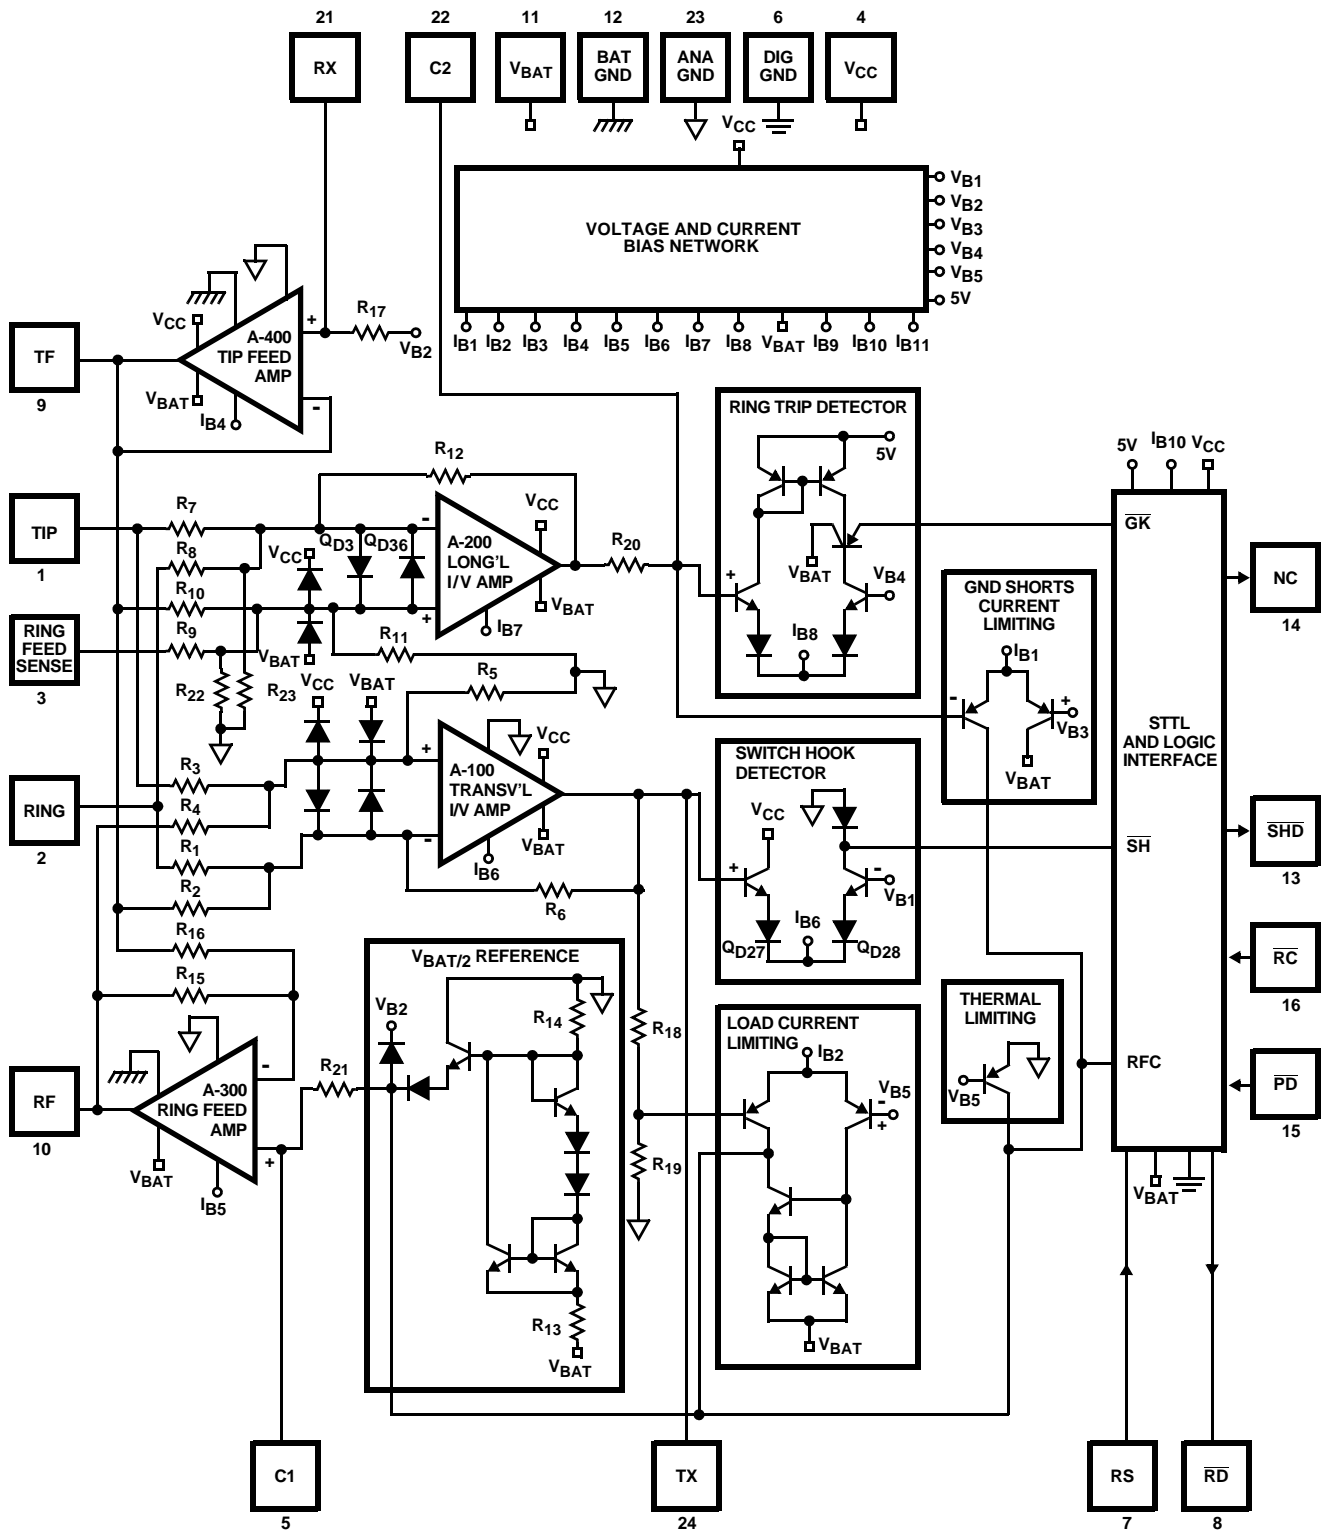 21
22
11
12
23
6
4
RX
C2
VBAT
BAT
GND
ANA
GND
DIG
GND
VCC
VCC
VOLTAGE AND CURRENT
BIAS NETWORK
VB1
VB2
VB3
VB4
VB5
5V
IB1
IB2
IB3
IB4
IB5
IB6
IB7
IB8
VBAT
IB9
IB10
IB11
TF
9
VCC
A-400
TIP FEED
AMP
+
-
VBAT
IB4
R17
VB2
RING TRIP DETECTOR
5V
VBAT
VB4
+
IB8
TIP
1
R7
R8
R10
R9
RING
FEED
SENSE
3
R22
R23
R12
VCC
QD3
QD36
VBAT
-
+
A-200
LONG'L
I/V AMP
VCC
VBAT
IB7
R20
R11
R5
VCC
VBAT
+
-
A-100
TRANSV'L
I/V AMP
VCC
VBAT
IB6
R6
RING
2
R3
R4
R1
R2
R16
R15
GND SHORTS
CURRENT
LIMITING
IB1
-
+
VB3
VBAT
SWITCH HOOK
DETECTOR
VCC
+
-
VB1
IB6
QD27
QD28
5V
IB10
VCC
G̅K̅
STTL
AND LOGIC
INTERFACE
S̅H̅
RFC
VBAT
NC
14
S̅H̅D̅
13
R̅C̅
16
P̅D̅
15
VBAT/2 REFERENCE
VB2
R14
R13
VBAT
R21
R18
R19
LOAD CURRENT
LIMITING
IB2
-
VB5
+
VBAT
THERMAL
LIMITING
VB5
RF
10
A-300
RING FEED
AMP
-
+
VBAT
IB5
C1
5
TX
24
RS
7
R̅D̅
8